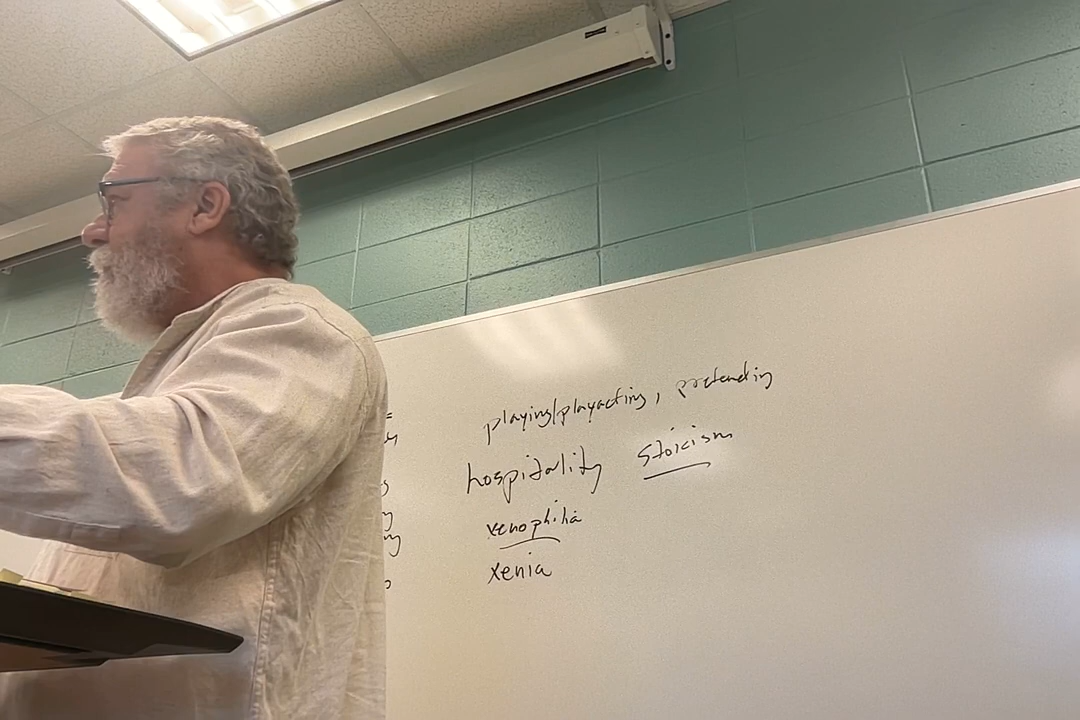 playing/playacting, pretending
hospitality stoicism
xenophilia
xenia